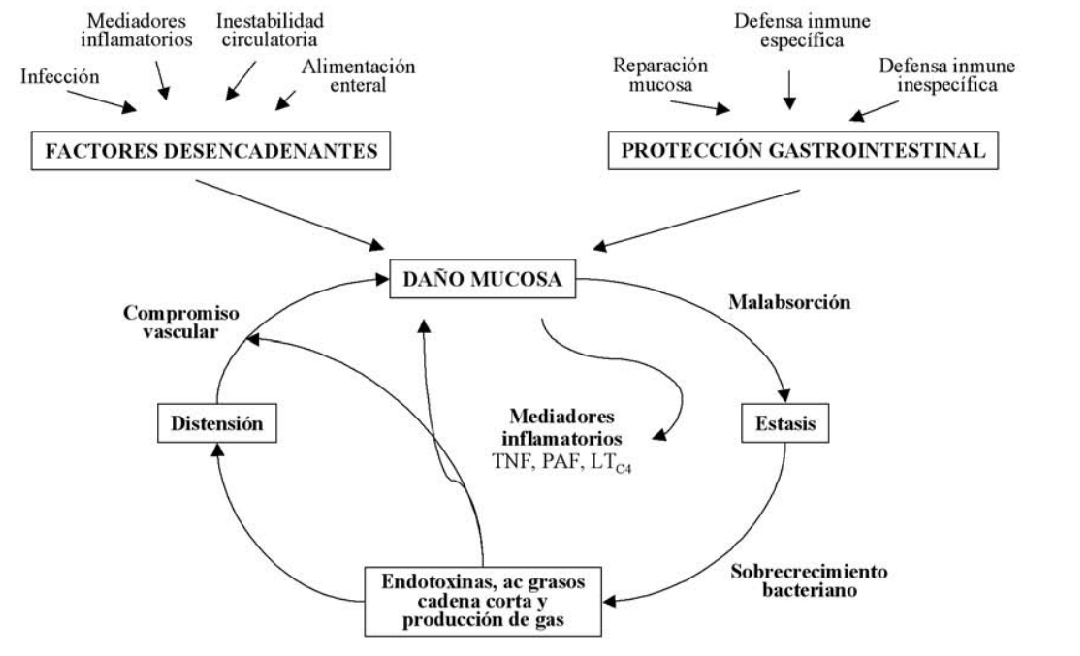 Mediadores
inflamatorios
Inestabilidad
circulatoria
Infección
Alimentación
enteral
FACTORES DESENCADENANTES
Defensa inmune
específica
Reparación
mucosa
Defensa inmune
inespecífica
PROTECCIÓN GASTROINTESTINAL
DAÑO MUCOSA
Compromiso
vascular
Malabsorción
Distensión
Mediadores
inflamatorios
TNF, PAF, LTC4
Estasis
Endotoxinas, ac grasos
cadena corta y
producción de gas
Sobrecrecimiento
bacteriano